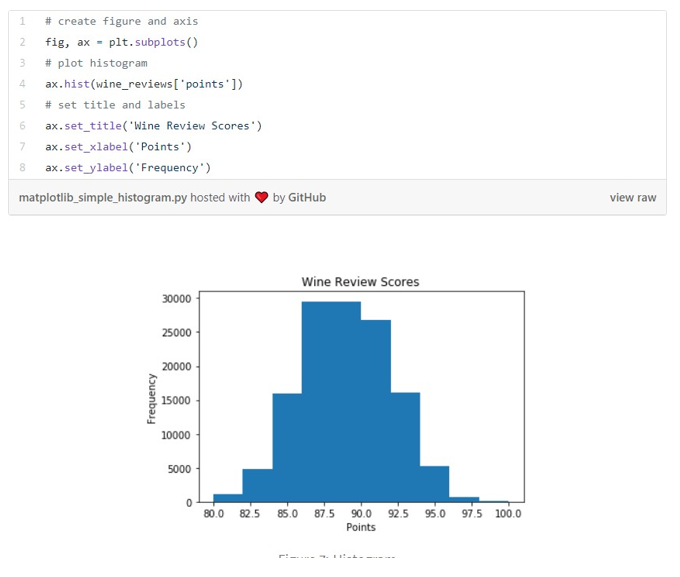 1 # create figure and axis
2 fig, ax = plt.subplots()
3 # plot histogram
4 ax.hist(wine_reviews['points'])
5 # set title and labels
6 ax.set_title('Wine Review Scores')
7 ax.set_xlabel('Points')
8 ax.set_ylabel('Frequency')
matplotlib_simple_histogram.py hosted with ❤ by GitHub view raw
Wine Review Scores
30000
25000
20000
15000
10000
5000
0
Frequency
80.0 82.5 85.0 87.5 90.0 92.5 95.0 97.5 100.0
Points